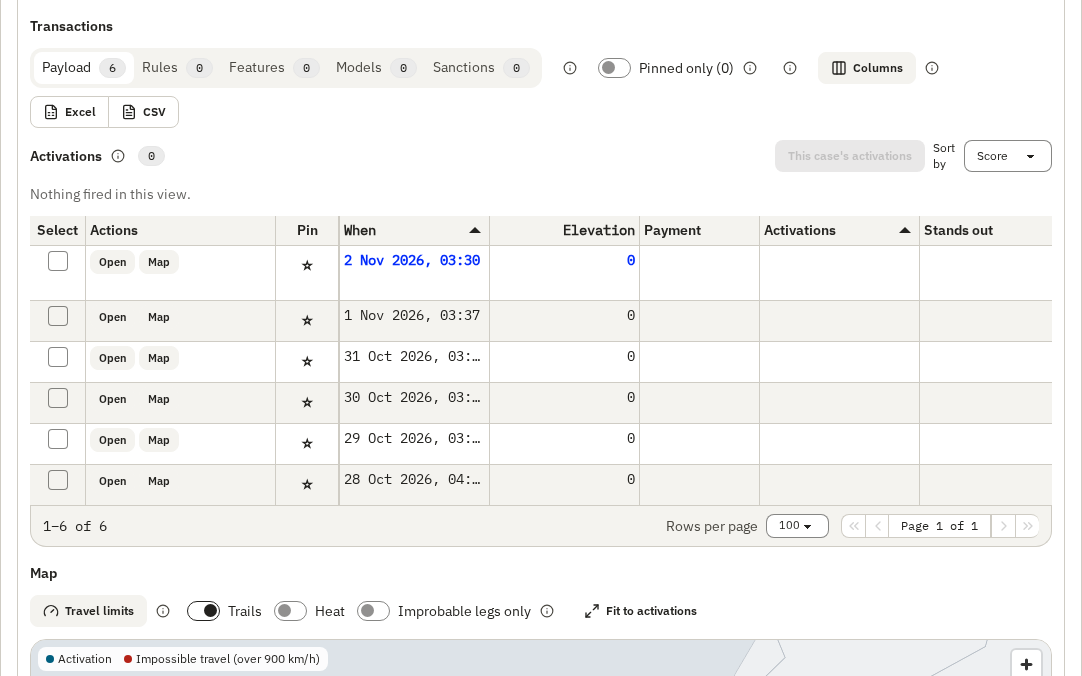 Transactions
Payload 6 Rules 0 Features 0 Models 0 Sanctions 0 Pinned only (0) Columns
Excel CSV
Activations 0 This case's activations Sort by Score
Nothing fired in this view.
Select Actions Pin When Elevation Payment Activations Stands out
Open Map 2 Nov 2026, 03:30 0
Open Map 1 Nov 2026, 03:37 0
Open Map 31 Oct 2026, 03:… 0
Open Map 30 Oct 2026, 03:… 0
Open Map 29 Oct 2026, 03:… 0
Open Map 28 Oct 2026, 04:… 0
1–6 of 6 Rows per page 100 Page 1 of 1
Map
Travel limits Trails Heat Improbable legs only Fit to activations
Activation Impossible travel (over 900 km/h) +